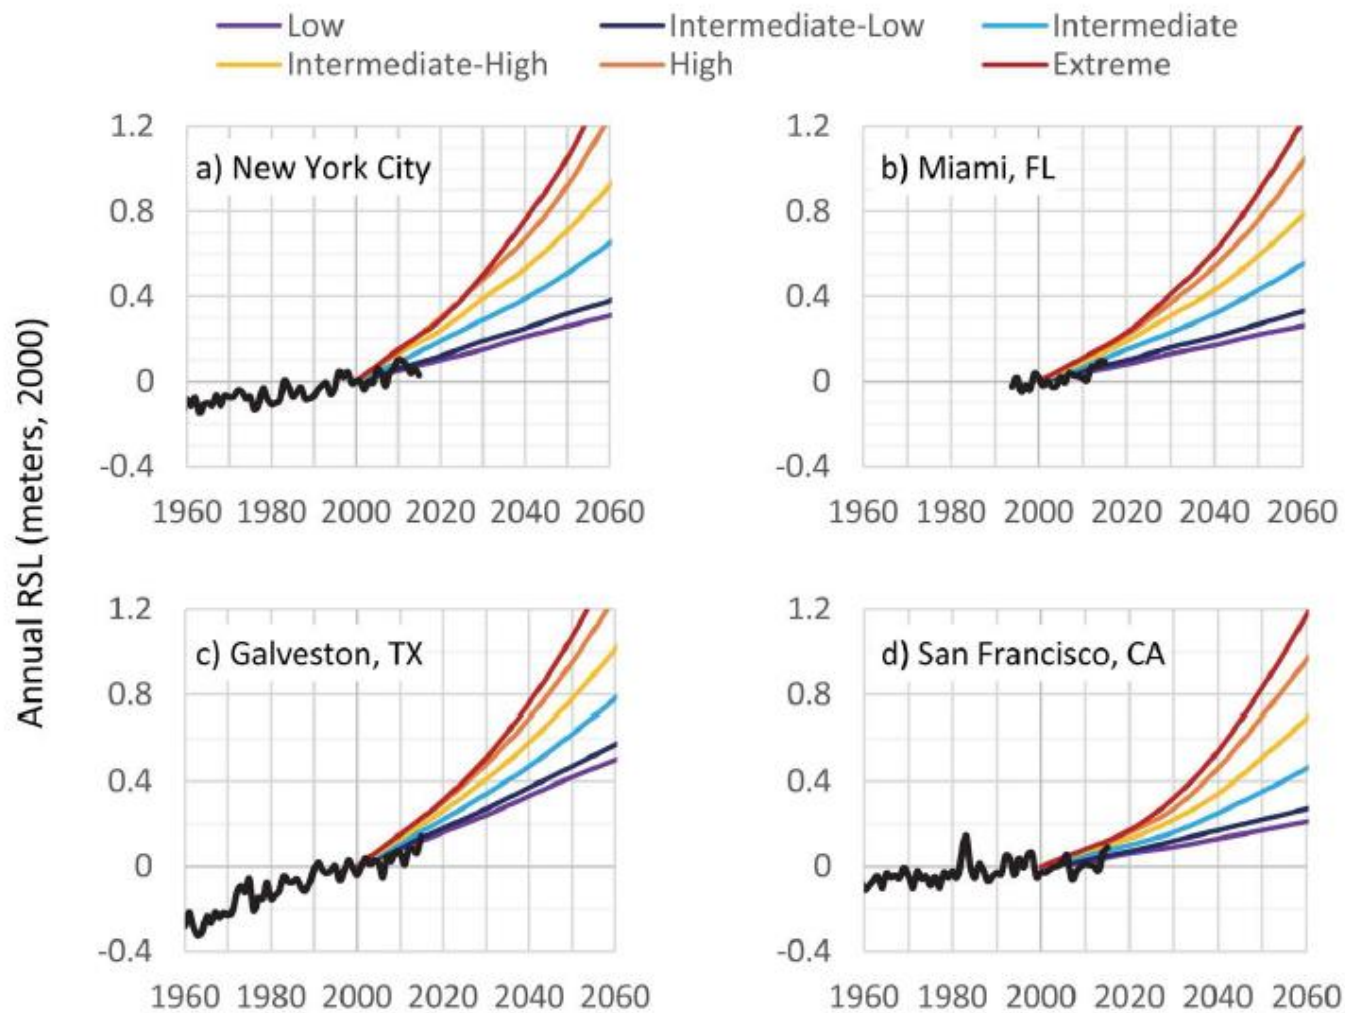 Low Intermediate-Low Intermediate
Intermediate-High High Extreme
Annual RSL (meters, 2000)
1.2
0.8
0.4
0
-0.4
a) New York City
1960 1980 2000 2020 2040 2060
1.2
0.8
0.4
0
-0.4
b) Miami, FL
1960 1980 2000 2020 2040 2060
1.2
0.8
0.4
0
-0.4
c) Galveston, TX
1960 1980 2000 2020 2040 2060
1.2
0.8
0.4
0
-0.4
d) San Francisco, CA
1960 1980 2000 2020 2040 2060